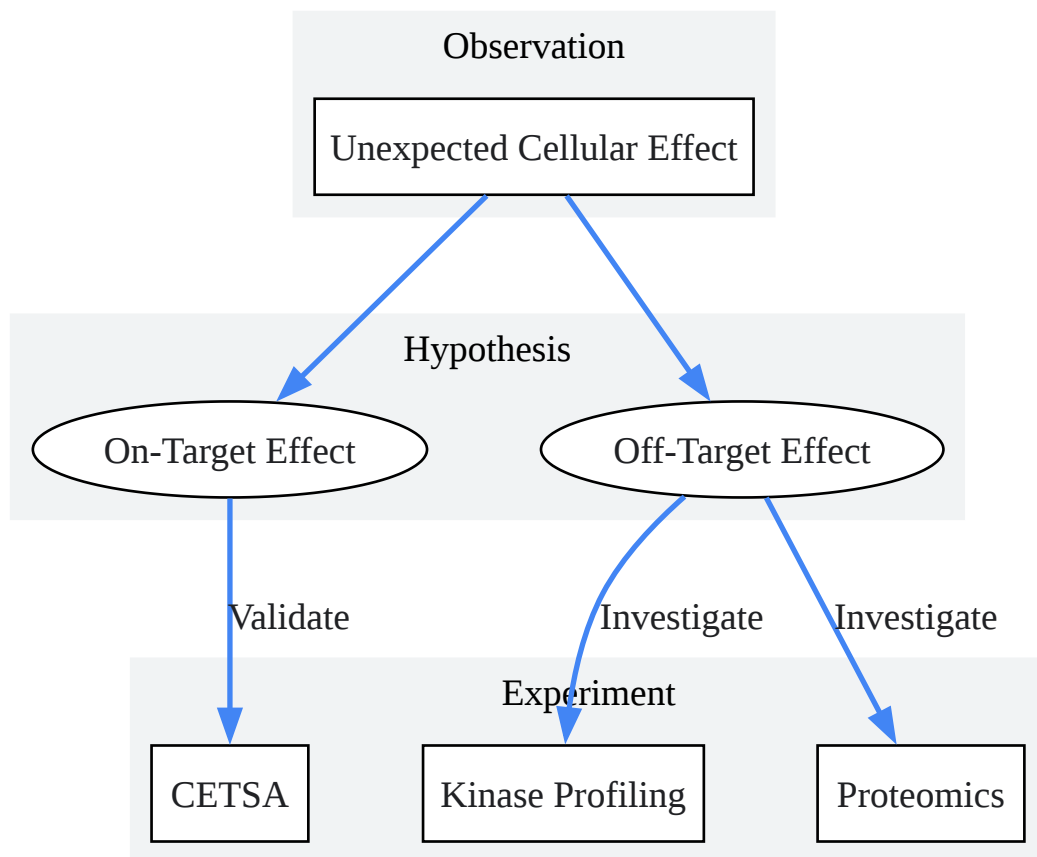 Observation
Unexpected Cellular Effect
Hypothesis
On-Target Effect
Off-Target Effect
Validate
Investigate
Investigate
Experiment
CETSA
Kinase Profiling
Proteomics